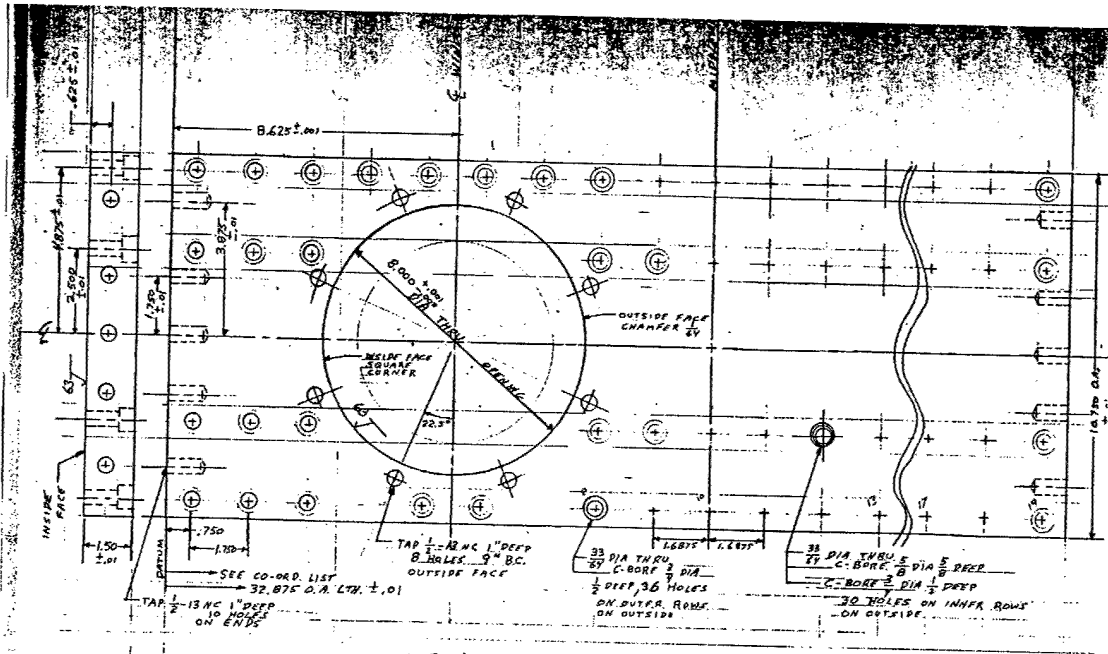 .625 ±.01
8.625 ±.001
4.875 ±.01
2.500 ±.01
1.750 ±.01
3.875 ±.01
8.000
DIA THRU
OPENING
OUTSIDE FACE
CHAMFER 1/64
INSIDE FACE
SQUARE
CORNER
63
22.5°
10.750 O.A.
±.01
INSIDE
FACE
1.50
±.01
DATUM
.750
1.750
SEE CO-ORD. LIST
32.875 O.A. LTH. ±.01
TAP 1/2-13 NC 1" DEEP
10 HOLES
ON ENDS
TAP 1/2-13 NC 1" DEEP
8 HOLES 9" B.C.
OUTSIDE FACE
33/64 DIA THRU
C-BORE 3/4 DIA
1/2 DEEP, 36 HOLES
ON OUTER ROWS
ON OUTSIDE
1.6875
1.6875
33/64 DIA THRU
C-BORE 5/8 DIA 5/8 DEEP
C-BORE 3/4 DIA 1/2 DEEP
30 HOLES ON INNER ROWS
ON OUTSIDE
13
17